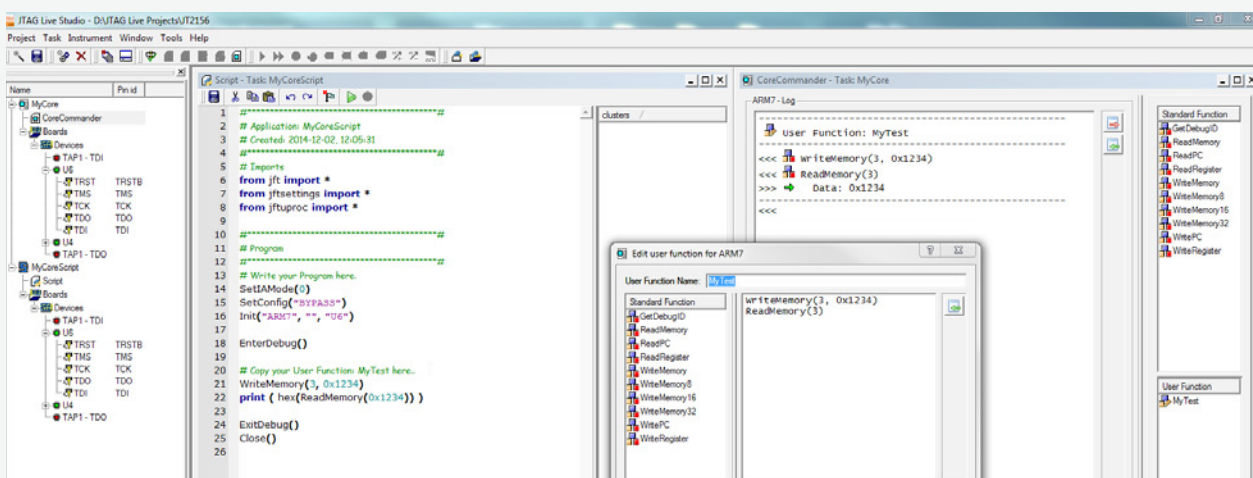 JTAG Live Studio - D:\JTAG Live Projects\JT2156
Project Task Instrument Window Tools Help
Name Pin id
MyCore
CoreCommander
Boards
Devices
TAP1 - TDI
U6
TRST TRSTB
TMS TMS
TCK TCK
TDO TDO
TDI TDI
U4
TAP1 - TDO
MyCoreScript
Script
Boards
Devices
TAP1 - TDI
U6
TRST TRSTB
TMS TMS
TCK TCK
TDO TDO
TDI TDI
U4
TAP1 - TDO
Script - Task: MyCoreScript
1 #****************************************#
2 # Application: MyCoreScript
3 # Created: 2014-12-02, 12:05:31
4 #****************************************#
5 # Imports
6 from jft import *
7 from jftsettings import *
8 from jftuproc import *
9
10 #****************************************#
11 # Program
12 #****************************************#
13 # Write your Program here.
14 SetIAMode(0)
15 SetConfig("BYPASS")
16 Init("ARM7", "", "U6")
17
18 EnterDebug()
19
20 # Copy your User Function: MyTest here..
21 WriteMemory(3, 0x1234)
22 print ( hex(ReadMemory(0x1234)) )
23
24 ExitDebug()
25 Close()
26
clusters /
CoreCommander - Task: MyCore
ARM7 - Log
User Function: MyTest
<<< WriteMemory(3, 0x1234)
<<< ReadMemory(3)
>>> Data: 0x1234
<<<
Standard Function
GetDebugID
ReadMemory
ReadPC
ReadRegister
WriteMemory
WriteMemory8
WriteMemory16
WriteMemory32
WritePC
WriteRegister
User Function
MyTest
Edit user function for ARM7
User Function Name: MyTest
Standard Function
GetDebugID
ReadMemory
ReadPC
ReadRegister
WriteMemory
WriteMemory8
WriteMemory16
WriteMemory32
WritePC
WriteRegister
WriteMemory(3, 0x1234)
ReadMemory(3)